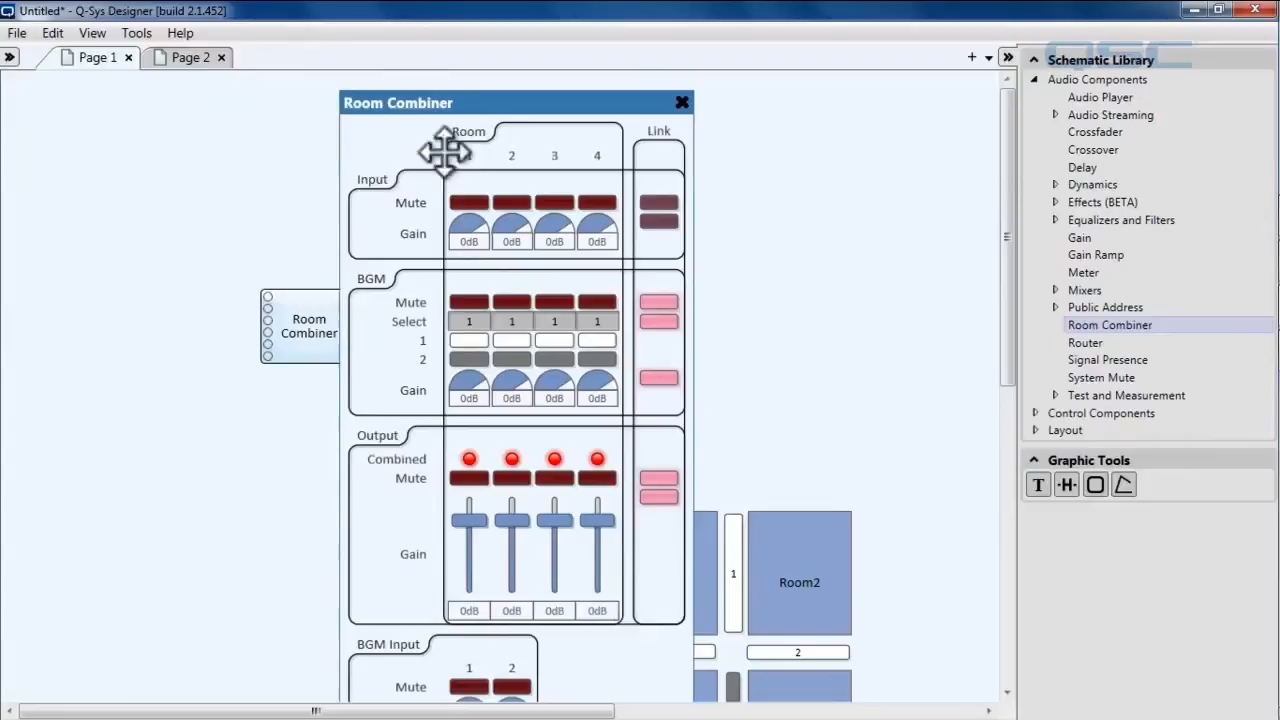 Untitled* - Q-Sys Designer [build 2.1.452]
File Edit View Tools Help
Page 1 Page 2
QSC
Schematic Library
Audio Components
Audio Player
Audio Streaming
Crossfader
Crossover
Delay
Dynamics
Effects (BETA)
Equalizers and Filters
Gain
Gain Ramp
Meter
Mixers
Public Address
Room Combiner
Router
Signal Presence
System Mute
Test and Measurement
Control Components
Layout
Graphic Tools
T H
Room Combiner
Room Link
2 3 4
Input
Mute
Gain 0dB 0dB 0dB 0dB
BGM
Mute
Select 1 1 1 1
1
2
Gain 0dB 0dB 0dB 0dB
Output
Combined
Mute
Gain
0dB 0dB 0dB 0dB
BGM Input
1 2
Mute
Room
Combiner
1 Room2
2